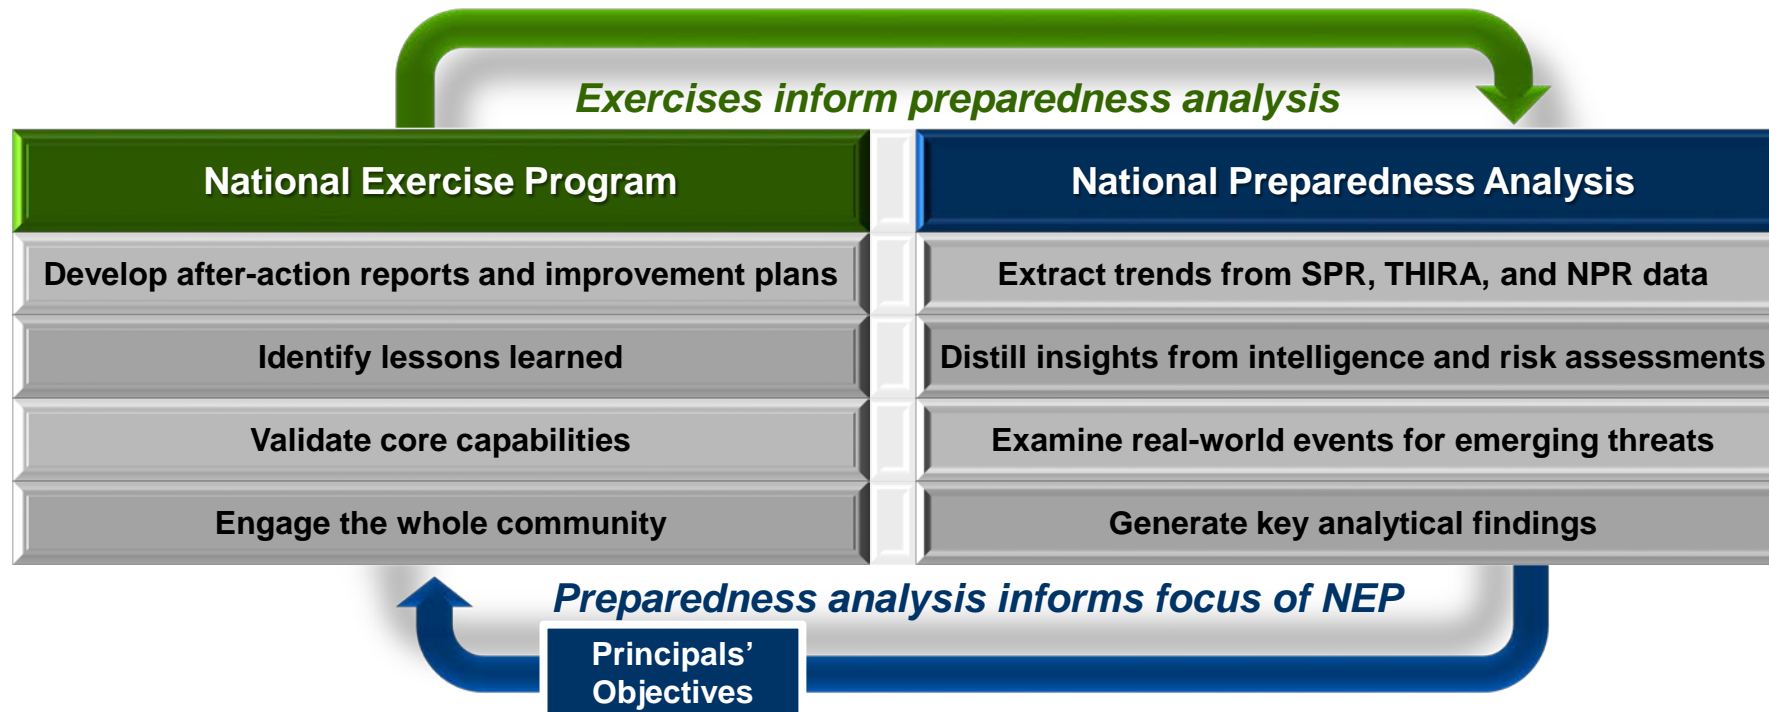 Exercises inform preparedness analysis
National Exercise Program
National Preparedness Analysis
Develop after-action reports and improvement plans
Extract trends from SPR, THIRA, and NPR data
Identify lessons learned
Distill insights from intelligence and risk assessments
Validate core capabilities
Examine real-world events for emerging threats
Engage the whole community
Generate key analytical findings
Preparedness analysis informs focus of NEP
Principals’
Objectives